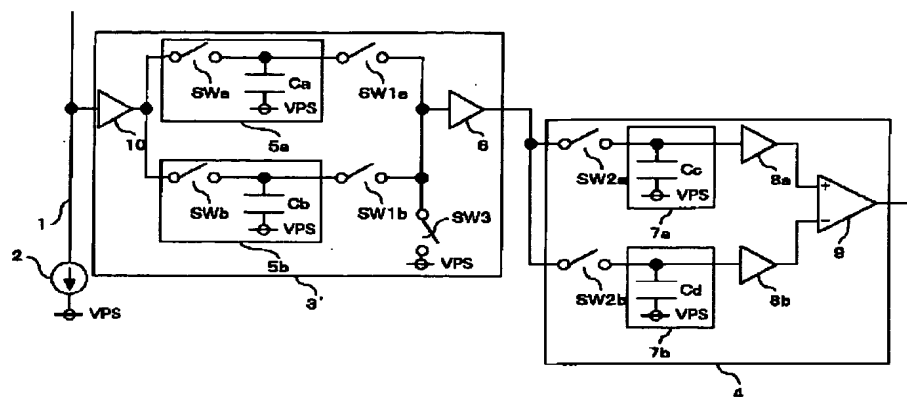 SWa
Ca
VPS
SW1a
10
5a
6
SWb
Cb
VPS
SW1b
SW3
VPS
5b
1
2
VPS
3'
SW2a
Cc
VPS
8a
7a
+
−
9
SW2b
Cd
VPS
8b
7b
4